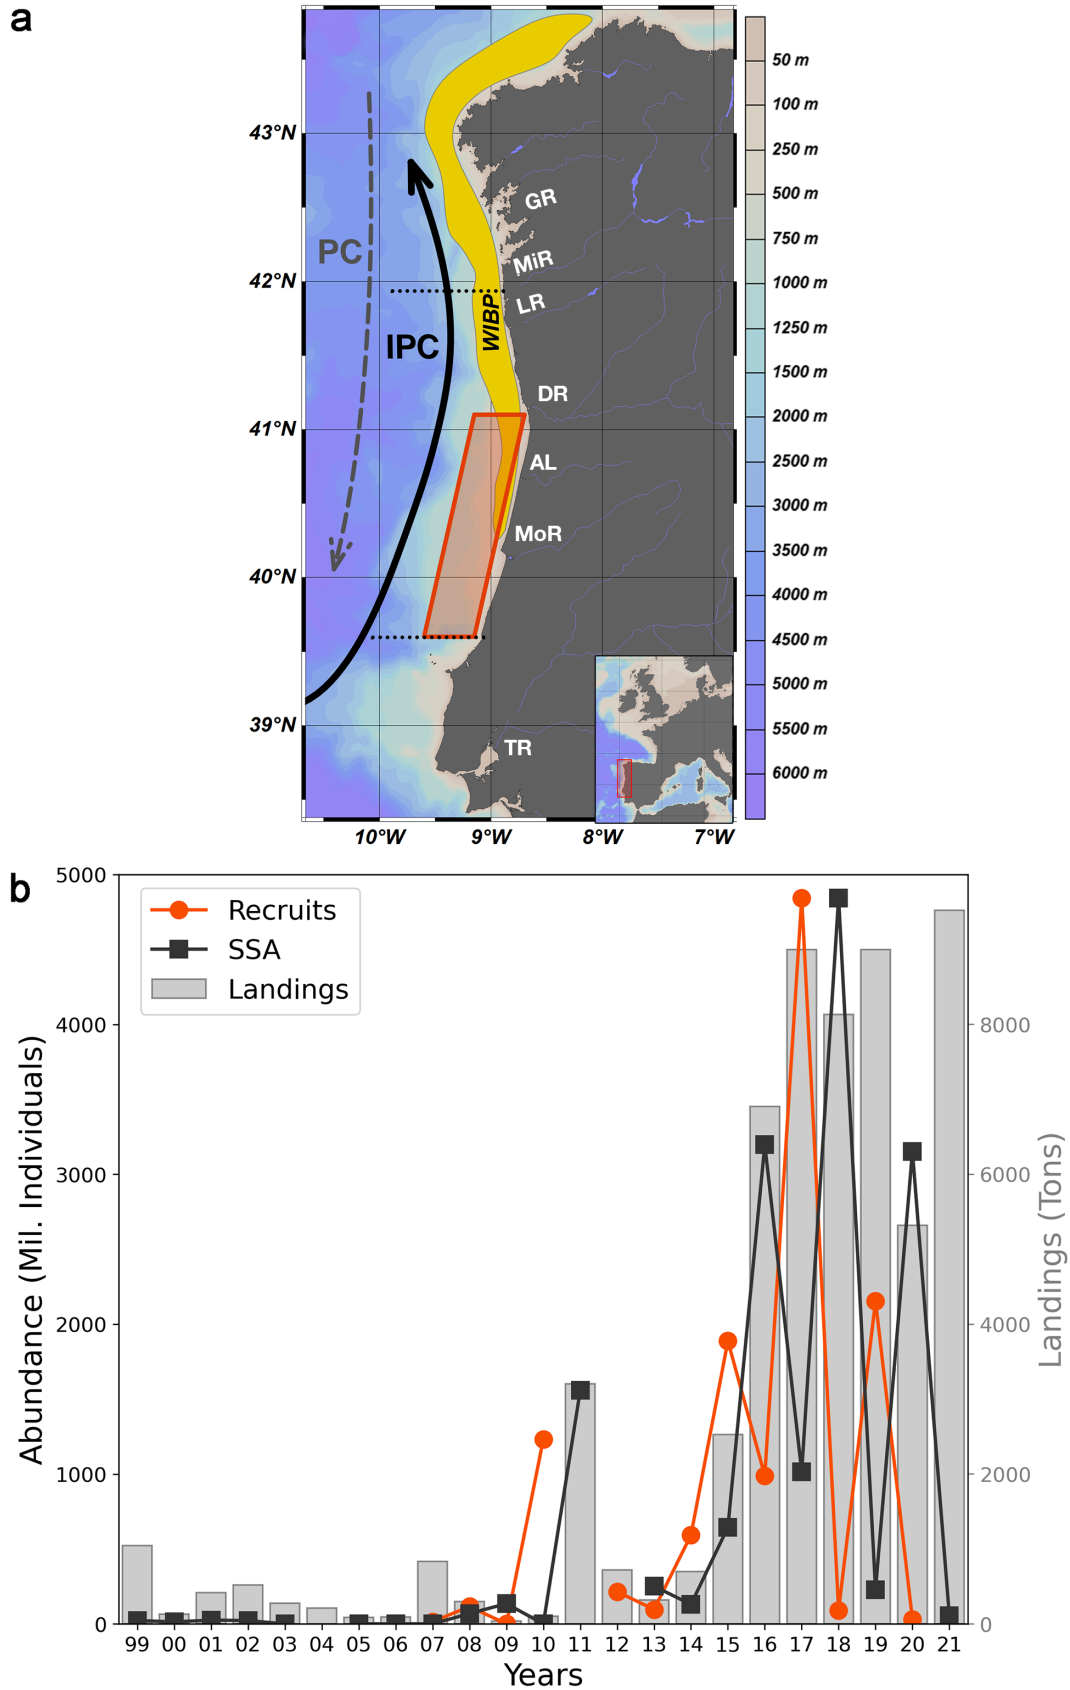 a
50 m
100 m
250 m
500 m
750 m
1000 m
1250 m
1500 m
2000 m
2500 m
3000 m
3500 m
4000 m
4500 m
5000 m
5500 m
6000 m
43°N
42°N
41°N
40°N
39°N
10°W
9°W
8°W
7°W
PC
IPC
WIBP
GR
MiR
LR
DR
AL
MoR
TR
b
Recruits
SSA
Landings
Abundance (Mil. Individuals)
5000
4000
3000
2000
1000
0
8000
6000
4000
2000
0
Landings (Tons)
99 00 01 02 03 04 05 06 07 08 09 10 11 12 13 14 15 16 17 18 19 20 21
Years